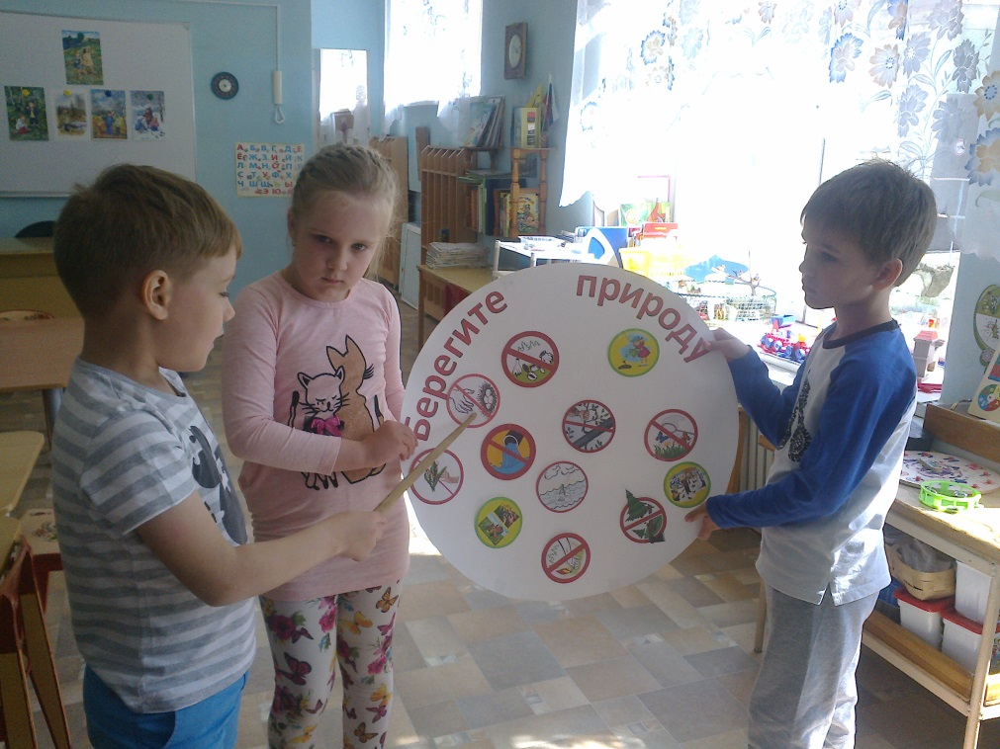 Берегите природу
А Б В Г Д Е
Ё Ж З И Й К
Л М Н О П Р
С Т У Ф Х Ц
Ч Ш Щ Ъ Ы
Э Ю Я